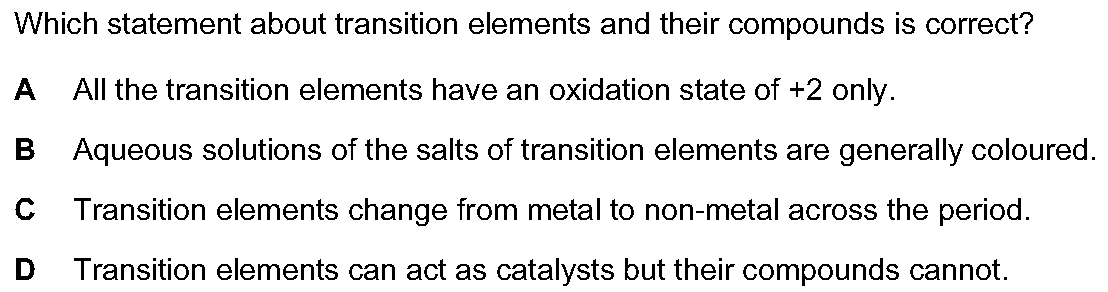 Which statement about transition elements and their compounds is correct?
A All the transition elements have an oxidation state of +2 only.
B Aqueous solutions of the salts of transition elements are generally coloured.
C Transition elements change from metal to non-metal across the period.
D Transition elements can act as catalysts but their compounds cannot.